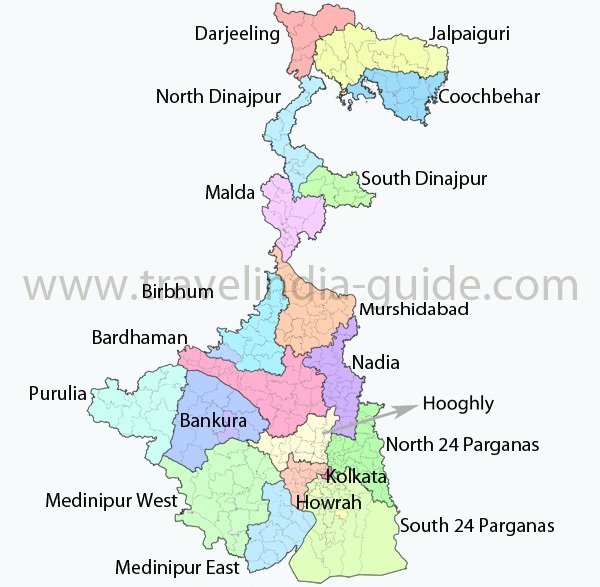 Darjeeling
Jalpaiguri
North Dinajpur
Coochbehar
South Dinajpur
Malda
www.travelindia-guide.com
Birbhum
Murshidabad
Bardhaman
Nadia
Purulia
Hooghly
Bankura
North 24 Parganas
Kolkata
Medinipur West
Howrah
South 24 Parganas
Medinipur East